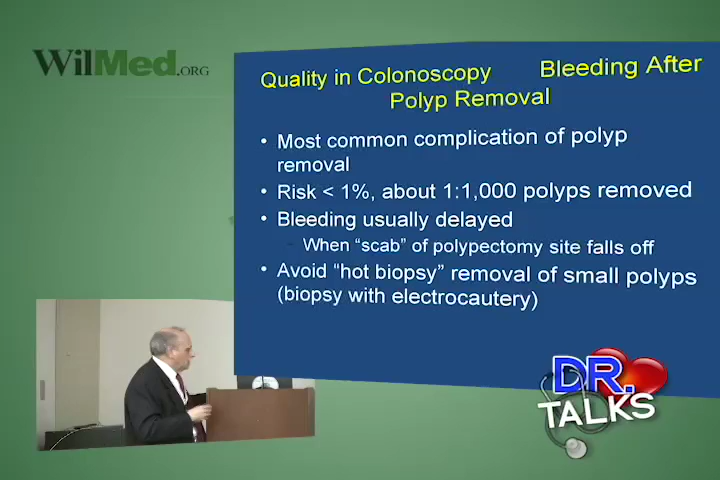 WilMed.ORG
Quality in Colonoscopy Bleeding After
Polyp Removal
• Most common complication of polyp
removal
• Risk < 1%, about 1:1,000 polyps removed
• Bleeding usually delayed
– When “scab” of polypectomy site falls off
• Avoid “hot biopsy” removal of small polyps
(biopsy with electrocautery)
DR.
TALKS